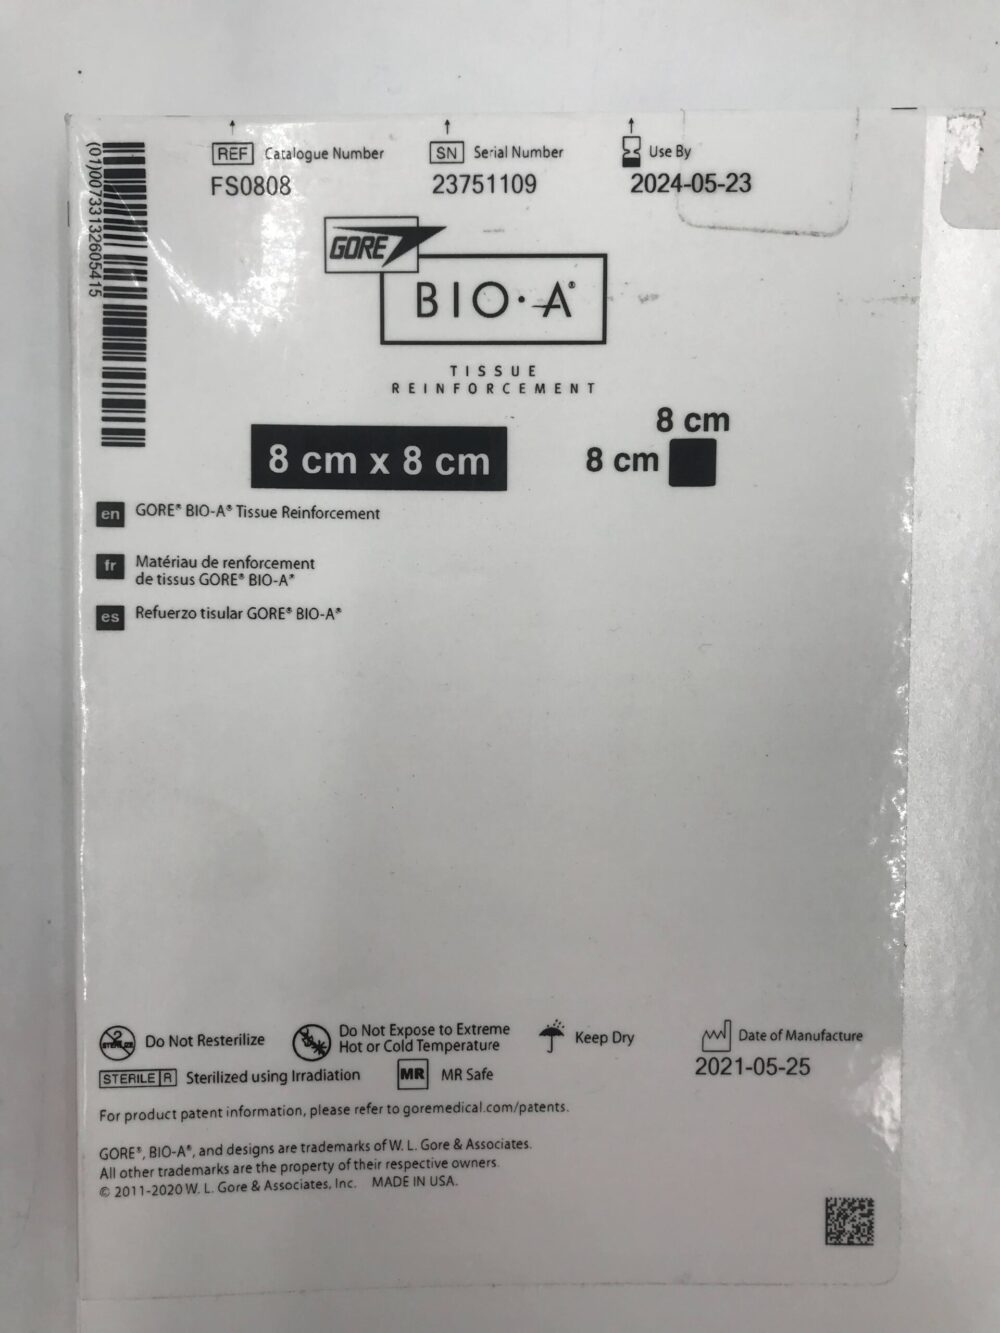 (01)00733132605415
REF Catalogue Number
FS0808
SN Serial Number
23751109
Use By
2024-05-23
GORE
BIO·A®
TISSUE
REINFORCEMENT
8 cm x 8 cm
8 cm
8 cm
en GORE® BIO-A® Tissue Reinforcement
fr Matériau de renforcement
de tissus GORE® BIO-A®
es Refuerzo tisular GORE® BIO-A®
2 STERILIZE Do Not Resterilize
Do Not Expose to Extreme
Hot or Cold Temperature
Keep Dry
Date of Manufacture
2021-05-25
STERILE R Sterilized using Irradiation
MR MR Safe
For product patent information, please refer to goremedical.com/patents.
GORE®, BIO-A®, and designs are trademarks of W. L. Gore & Associates.
All other trademarks are the property of their respective owners.
© 2011-2020 W. L. Gore & Associates, Inc. MADE IN USA.